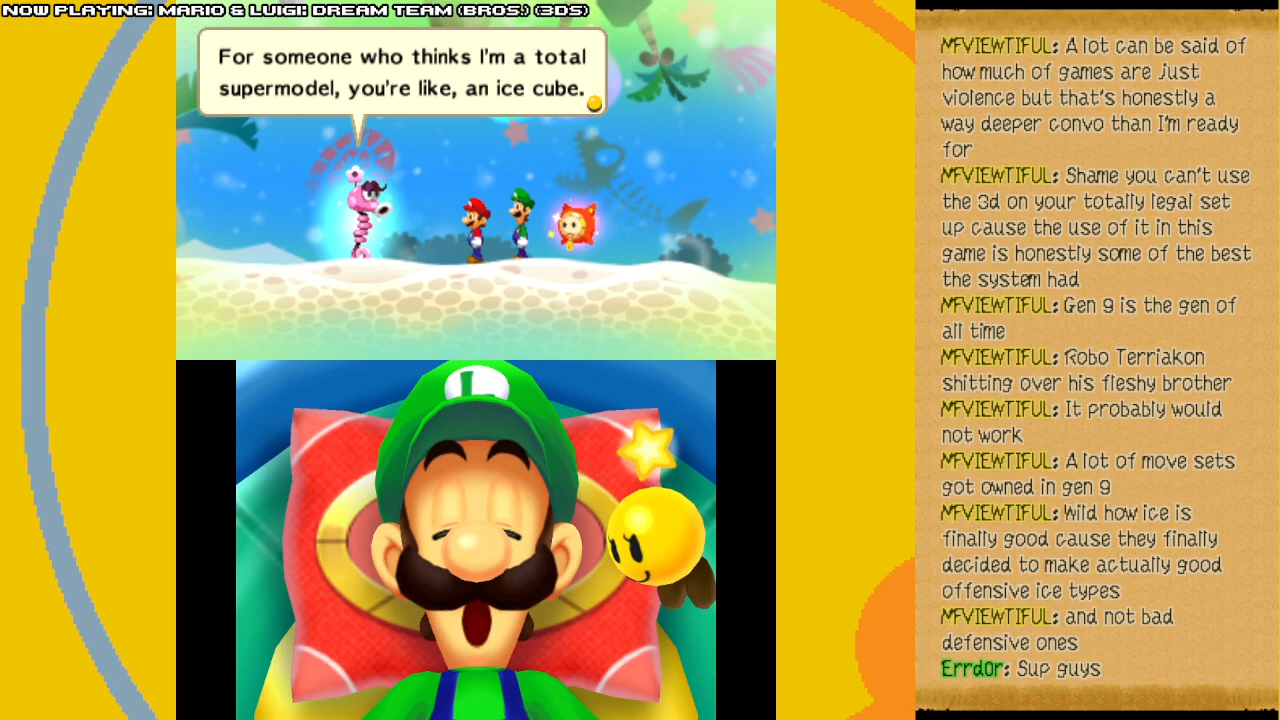 NOW PLAYING: MARIO & LUIGI: DREAM TEAM (BROS.) (3DS)
For someone who thinks I'm a total
supermodel, you're like, an ice cube.
L
MFVIEWTIFUL: A lot can be said of
how much of games are just
violence but that's honestly a
way deeper convo than I'm ready
for
MFVIEWTIFUL: Shame you can't use
the 3d on your totally legal set
up cause the use of it in this
game is honestly some of the best
the system had
MFVIEWTIFUL: Gen 9 is the gen of
all time
MFVIEWTIFUL: Robo Terriakon
shitting over his fleshy brother
MFVIEWTIFUL: It probably would
not work
MFVIEWTIFUL: A lot of move sets
got owned in gen 9
MFVIEWTIFUL: Wild how ice is
finally good cause they finally
decided to make actually good
offensive ice types
MFVIEWTIFUL: and not bad
defensive ones
Errd0r: Sup guys